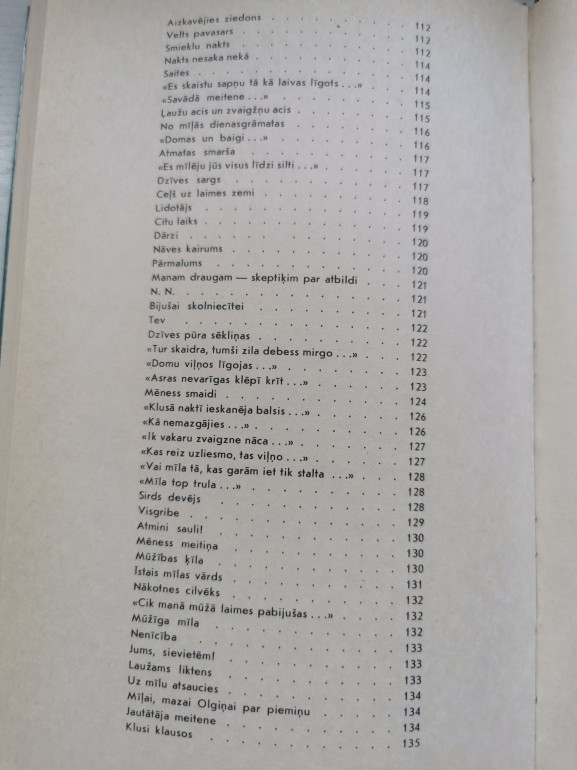 Aizkavējies ziedons . . . . . . . . . . 112
Velts pavasars . . . . . . . . . . 112
Smieklu nakts . . . . . . . . . . 112
Nakts nesaka nekā . . . . . . . . . . 114
Saites . . . . . . . . . . 114
«Es skaistu sapņu tā kā laivas līgots . . .» . . . . 114
«Savādā meitene . . .» . . . . . . . . 115
Ļaužu acis un zvaigžņu acis . . . . . . . . 115
No mīļās dienasgrāmatas . . . . . . . . 116
«Domas un baigi . . .» . . . . . . . . 116
Atmatas smarša . . . . . . . . . . 117
«Es mīlēju jūs visus līdzi silti . . .» . . . . . 117
Dzīves sargs . . . . . . . . . . 117
Ceļš uz laimes zemi . . . . . . . . . 118
Lidotājs . . . . . . . . . . 119
Citu laiks . . . . . . . . . . 119
Dārzi . . . . . . . . . . 120
Nāves kairums . . . . . . . . . . 120
Pārmalums . . . . . . . . . . 120
Manam draugam — skeptiķim par atbildi . . . . 121
N. N. . . . . . . . . . . 121
Bijušai skolniecītei . . . . . . . . . 121
Tev . . . . . . . . . . 122
Dzīves pūra sēkliņas . . . . . . . . . 122
«Tur skaidra, tumši zila debess mirgo . . .» . . . 122
«Domu viļņos līgojas . . .» . . . . . . . 123
«Asras nevarīgas klēpī krīt . . .» . . . . . . 123
Mēness smaidi . . . . . . . . . . 124
«Klusā naktī ieskanēja balsis . . .» . . . . . . 126
«Kā nemazgājies . . .» . . . . . . . . 126
«Ik vakaru zvaigzne nāca . . .» . . . . . . 127
«Kas reiz uzliesmo, tas viļņo . . .» . . . . . 127
«Vai mīla tā, kas garām iet tik stalta . . .» . . . 128
«Mīla top trula . . .» . . . . . . . . 128
Sirds devējs . . . . . . . . . . 128
Visgribe . . . . . . . . . . 129
Atmini sauli! . . . . . . . . . . 130
Mēness meitiņa . . . . . . . . . . 130
Mūžības ķīla . . . . . . . . . . 130
Īstais mīlas vārds . . . . . . . . . 131
Nākotnes cilvēks . . . . . . . . . 132
«Cik manā mūžā laimes pabijušas . . .» . . . . 132
Mūžīga mīla . . . . . . . . . . 132
Nenīcība . . . . . . . . . . 133
Jums, sievietēm! . . . . . . . . . 133
Laužams liktens . . . . . . . . . 133
Uz mīlu atsaucies . . . . . . . . . 134
Mīļai, mazai Olgiņai par piemiņu . . . . . 134
Jautātāja meitene . . . . . . . . . 134
Klusi klausos . . . . . . . . . . 135